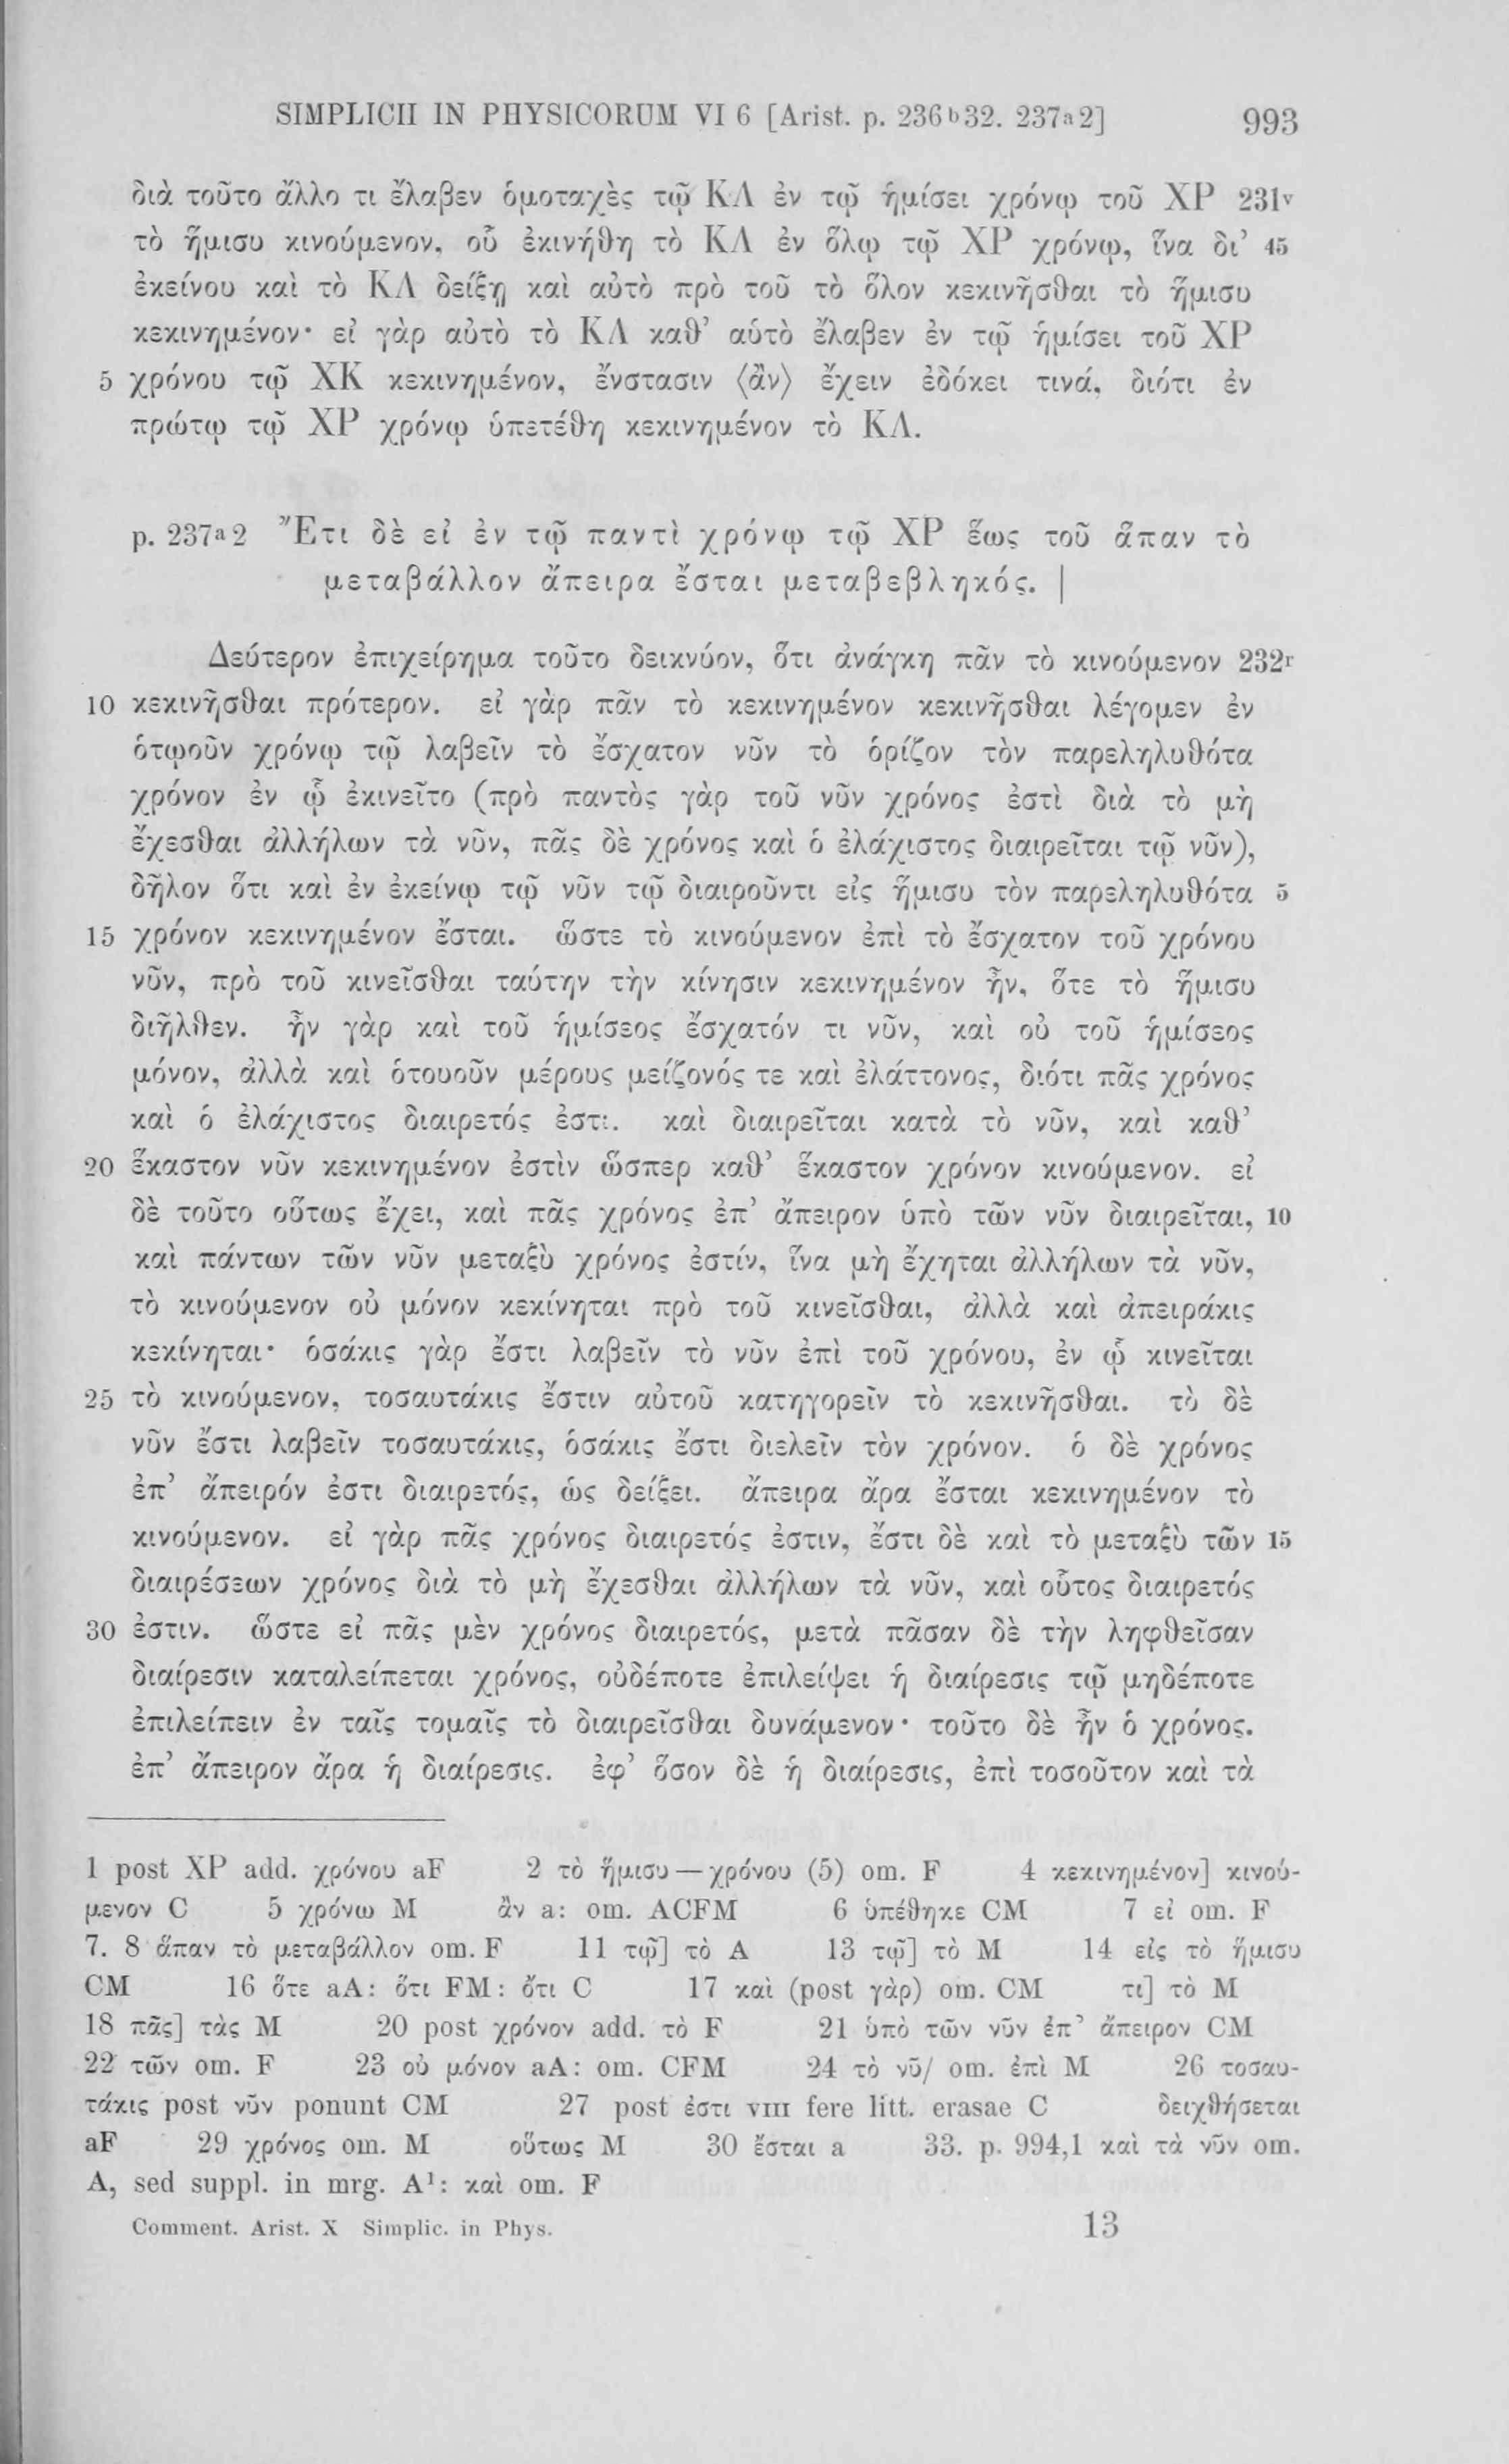 SIMPLICII IN PHYSICORUM VI 6 [Arist. p. 236ᵇ32. 237ᵃ2] 993
διὰ τοῦτο ἄλλο τι ἔλαβεν ὁμοταχὲς τῷ ΚΛ ἐν τῷ ἡμίσει χρόνῳ τοῦ ΧΡ 231ᵛ
τὸ ἥμισυ κινούμενον, οὗ ἐκινήθη τὸ ΚΛ ἐν ὅλῳ τῷ ΧΡ χρόνῳ, ἵνα δι’ 45
ἐκείνου καὶ τὸ ΚΛ δείξῃ καὶ αὐτὸ πρὸ τοῦ τὸ ὅλον κεκινῆσθαι τὸ ἥμισυ
κεκινημένον· εἰ γὰρ αὐτὸ τὸ ΚΛ καθ’ αὑτὸ ἔλαβεν ἐν τῷ ἡμίσει τοῦ ΧΡ
5 χρόνου τῷ ΧΚ κεκινημένον, ἔνστασιν ⟨ἂν⟩ ἔχειν ἐδόκει τινά, διότι ἐν
πρώτῳ τῷ ΧΡ χρόνῳ ὑπετέθη κεκινημένον τὸ ΚΛ.
p. 237ᵃ2 Ἔτι δὲ εἰ ἐν τῷ παντὶ χρόνῳ τῷ ΧΡ ἕως τοῦ ἅπαν τὸ
μεταβάλλον ἄπειρα ἔσται μεταβεβληκός. |
Δεύτερον ἐπιχείρημα τοῦτο δεικνύον, ὅτι ἀνάγκη πᾶν τὸ κινούμενον 232ʳ
10 κεκινῆσθαι πρότερον. εἰ γὰρ πᾶν τὸ κεκινημένον κεκινῆσθαι λέγομεν ἐν
ὁτῳοῦν χρόνῳ τῷ λαβεῖν τὸ ἔσχατον νῦν τὸ ὁρίζον τὸν παρεληλυθότα
χρόνον ἐν ᾧ ἐκινεῖτο (πρὸ παντὸς γὰρ τοῦ νῦν χρόνος ἐστὶ διὰ τὸ μὴ
ἔχεσθαι ἀλλήλων τὰ νῦν, πᾶς δὲ χρόνος καὶ ὁ ἐλάχιστος διαιρεῖται τῷ νῦν),
δῆλον ὅτι καὶ ἐν ἐκείνῳ τῷ νῦν τῷ διαιροῦντι εἰς ἥμισυ τὸν παρεληλυθότα 5
15 χρόνον κεκινημένον ἔσται. ὥστε τὸ κινούμενον ἐπὶ τὸ ἔσχατον τοῦ χρόνου
νῦν, πρὸ τοῦ κινεῖσθαι ταύτην τὴν κίνησιν κεκινημένον ἦν, ὅτε τὸ ἥμισυ
διῆλθεν. ἦν γὰρ καὶ τοῦ ἡμίσεος ἔσχατόν τι νῦν, καὶ οὐ τοῦ ἡμίσεος
μόνον, ἀλλὰ καὶ ὁτουοῦν μέρους μείζονός τε καὶ ἐλάττονος, διότι πᾶς χρόνος
καὶ ὁ ἐλάχιστος διαιρετός ἐστι. καὶ διαιρεῖται κατὰ τὸ νῦν, καὶ καθ’
20 ἕκαστον νῦν κεκινημένον ἐστὶν ὥσπερ καθ’ ἕκαστον χρόνον κινούμενον. εἰ
δὲ τοῦτο οὕτως ἔχει, καὶ πᾶς χρόνος ἐπ’ ἄπειρον ὑπὸ τῶν νῦν διαιρεῖται, 10
καὶ πάντων τῶν νῦν μεταξὺ χρόνος ἐστίν, ἵνα μὴ ἔχηται ἀλλήλων τὰ νῦν,
τὸ κινούμενον οὐ μόνον κεκίνηται πρὸ τοῦ κινεῖσθαι, ἀλλὰ καὶ ἀπειράκις
κεκίνηται· ὁσάκις γὰρ ἔστι λαβεῖν τὸ νῦν ἐπὶ τοῦ χρόνου, ἐν ᾧ κινεῖται
25 τὸ κινούμενον, τοσαυτάκις ἔστιν αὐτοῦ κατηγορεῖν τὸ κεκινῆσθαι. τὸ δὲ
νῦν ἔστι λαβεῖν τοσαυτάκις, ὁσάκις ἔστι διελεῖν τὸν χρόνον. ὁ δὲ χρόνος
ἐπ’ ἄπειρόν ἐστι διαιρετός, ὡς δείξει. ἄπειρα ἄρα ἔσται κεκινημένον τὸ
κινούμενον. εἰ γὰρ πᾶς χρόνος διαιρετός ἐστιν, ἔστι δὲ καὶ τὸ μεταξὺ τῶν 15
διαιρέσεων χρόνος διὰ τὸ μὴ ἔχεσθαι ἀλλήλων τὰ νῦν, καὶ οὗτος διαιρετός
30 ἐστιν. ὥστε εἰ πᾶς μὲν χρόνος διαιρετός, μετὰ πᾶσαν δὲ τὴν ληφθεῖσαν
διαίρεσιν καταλείπεται χρόνος, οὐδέποτε ἐπιλείψει ἡ διαίρεσις τῷ μηδέποτε
ἐπιλείπειν ἐν ταῖς τομαῖς τὸ διαιρεῖσθαι δυνάμενον· τοῦτο δὲ ἦν ὁ χρόνος.
ἐπ’ ἄπειρον ἄρα ἡ διαίρεσις. ἐφ’ ὅσον δὲ ἡ διαίρεσις, ἐπὶ τοσοῦτον καὶ τὰ
1 post ΧΡ add. χρόνου aF 2 τὸ ἥμισυ — χρόνου (5) om. F 4 κεκινημένον] κινού-
μενον C 5 χρόνω M ἂν a: om. ACFM 6 ὑπέθηκε CM 7 εἰ om. F
7. 8 ἅπαν τὸ μεταβάλλον om. F 11 τῷ] τὸ A 13 τῷ] τὸ M 14 εἰς τὸ ἥμισυ
CM 16 ὅτε aA: ὅτι FM: ὄτι C 17 καὶ (post γὰρ) om. CM τι] τὸ M
18 πᾶς] τὰς M 20 post χρόνον add. τὸ F 21 ὑπὸ τῶν νῦν ἐπ’ ἄπειρον CM
22 τῶν om. F 23 οὐ μόνον aA: om. CFM 24 τὸ νῦ/ om. ἐπὶ M 26 τοσαυ-
τάκις post νῦν ponunt CM 27 post ἐστι VIII fere litt. erasae C δειχθήσεται
aF 29 χρόνος om. M οὕτως M 30 ἔσται a 33. p. 994,1 καὶ τὰ νῦν om.
A, sed suppl. in mrg. A¹: καὶ om. F
Comment. Arist. X Simplic. in Phys. 13